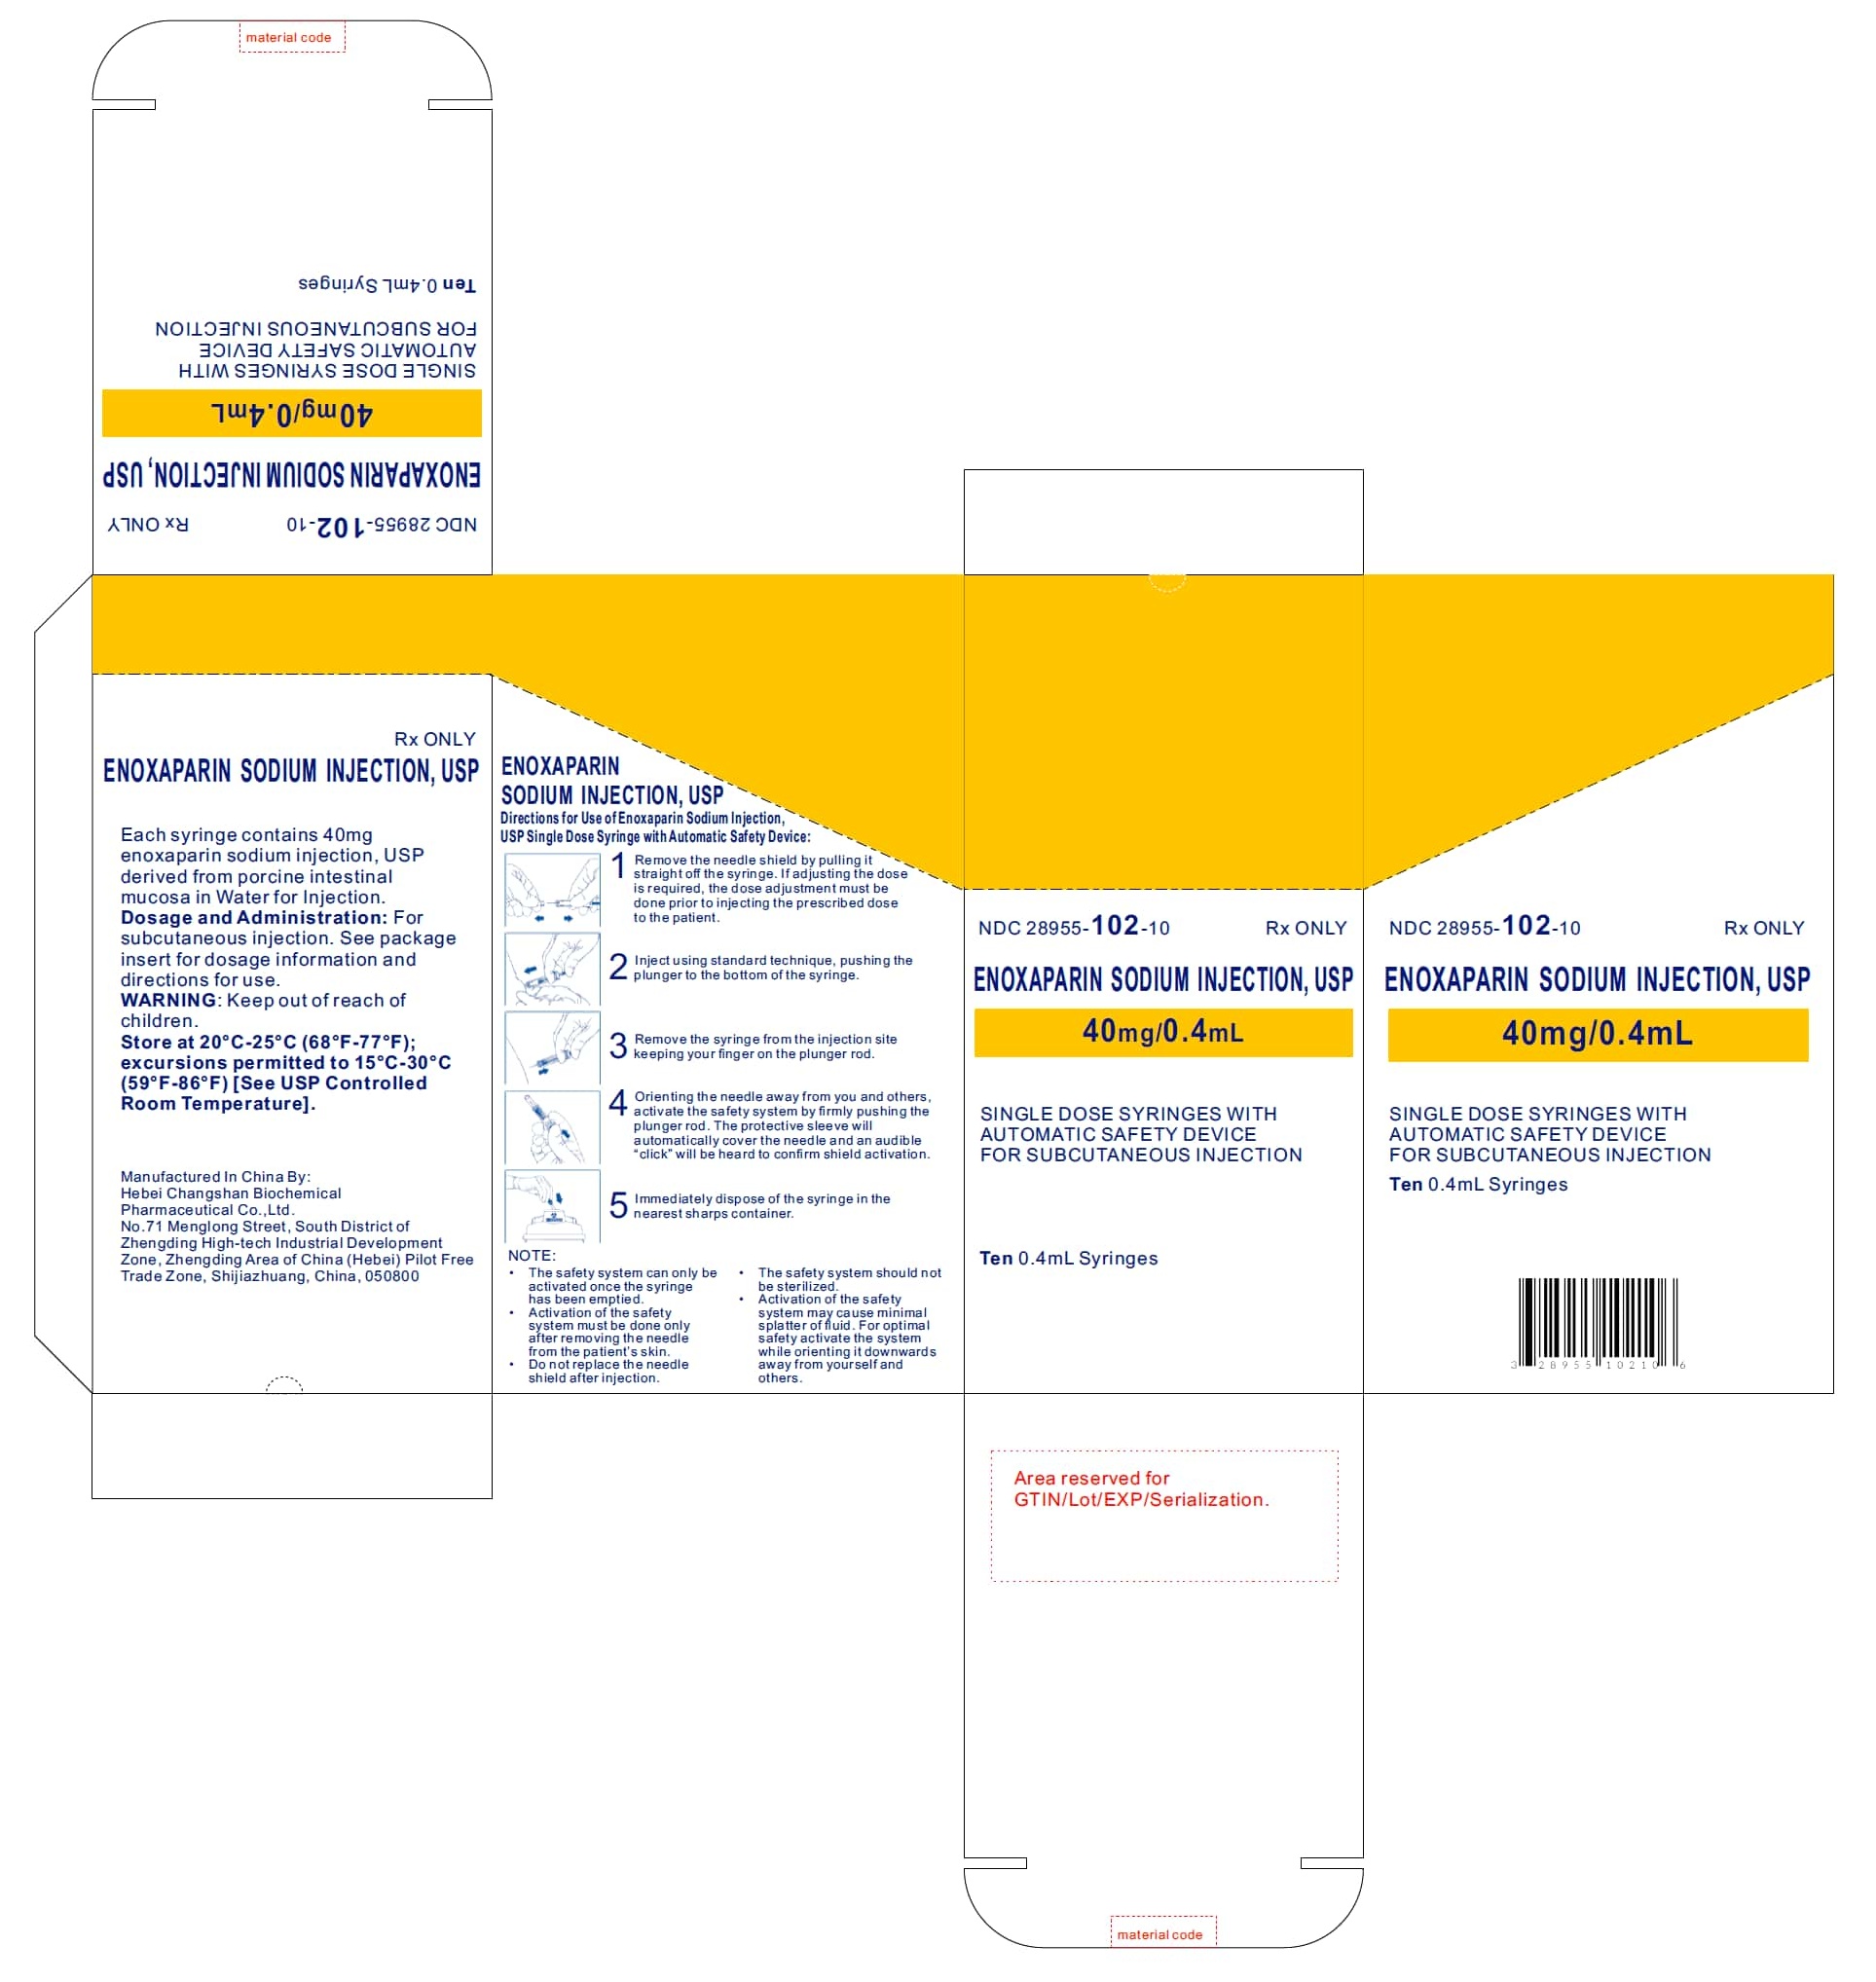 material code
Ten 0.4mL Syringes
FOR SUBCUTANEOUS INJECTION
AUTOMATIC SAFETY DEVICE
SINGLE DOSE SYRINGES WITH
40mg/0.4mL
ENOXAPARIN SODIUM INJECTION, USP
NDC 28955-102-10 Rx ONLY
Rx ONLY
ENOXAPARIN SODIUM INJECTION, USP
Each syringe contains 40mg
enoxaparin sodium injection, USP
derived from porcine intestinal
mucosa in Water for Injection.
Dosage and Administration: For
subcutaneous injection. See package
insert for dosage information and
directions for use.
WARNING: Keep out of reach of
children.
Store at 20°C-25°C (68°F-77°F);
excursions permitted to 15°C-30°C
(59°F-86°F) [See USP Controlled
Room Temperature].
Manufactured In China By:
Hebei Changshan Biochemical
Pharmaceutical Co.,Ltd.
No.71 Menglong Street, South District of
Zhengding High-tech Industrial Development
Zone, Zhengding Area of China (Hebei) Pilot Free
Trade Zone, Shijiazhuang, China, 050800
ENOXAPARIN
SODIUM INJECTION, USP
Directions for Use of Enoxaparin Sodium Injection,
USP Single Dose Syringe with Automatic Safety Device:
1 Remove the needle shield by pulling it
straight off the syringe. If adjusting the dose
is required, the dose adjustment must be
done prior to injecting the prescribed dose
to the patient.
2 Inject using standard technique, pushing the
plunger to the bottom of the syringe.
3 Remove the syringe from the injection site
keeping your finger on the plunger rod.
4 Orienting the needle away from you and others,
activate the safety system by firmly pushing the
plunger rod. The protective sleeve will
automatically cover the needle and an audible
“click” will be heard to confirm shield activation.
5 Immediately dispose of the syringe in the
nearest sharps container.
NOTE:
• The safety system can only be
activated once the syringe
has been emptied.
• Activation of the safety
system must be done only
after removing the needle
from the patient's skin.
• Do not replace the needle
shield after injection.
• The safety system should not
be sterilized.
• Activation of the safety
system may cause minimal
splatter of fluid. For optimal
safety activate the system
while orienting it downwards
away from yourself and
others.
NDC 28955-102-10 Rx ONLY
ENOXAPARIN SODIUM INJECTION, USP
40mg/0.4mL
SINGLE DOSE SYRINGES WITH
AUTOMATIC SAFETY DEVICE
FOR SUBCUTANEOUS INJECTION
Ten 0.4mL Syringes
NDC 28955-102-10 Rx ONLY
ENOXAPARIN SODIUM INJECTION, USP
40mg/0.4mL
SINGLE DOSE SYRINGES WITH
AUTOMATIC SAFETY DEVICE
FOR SUBCUTANEOUS INJECTION
Ten 0.4mL Syringes
3 28955 10210 6
Area reserved for
GTIN/Lot/EXP/Serialization.
material code